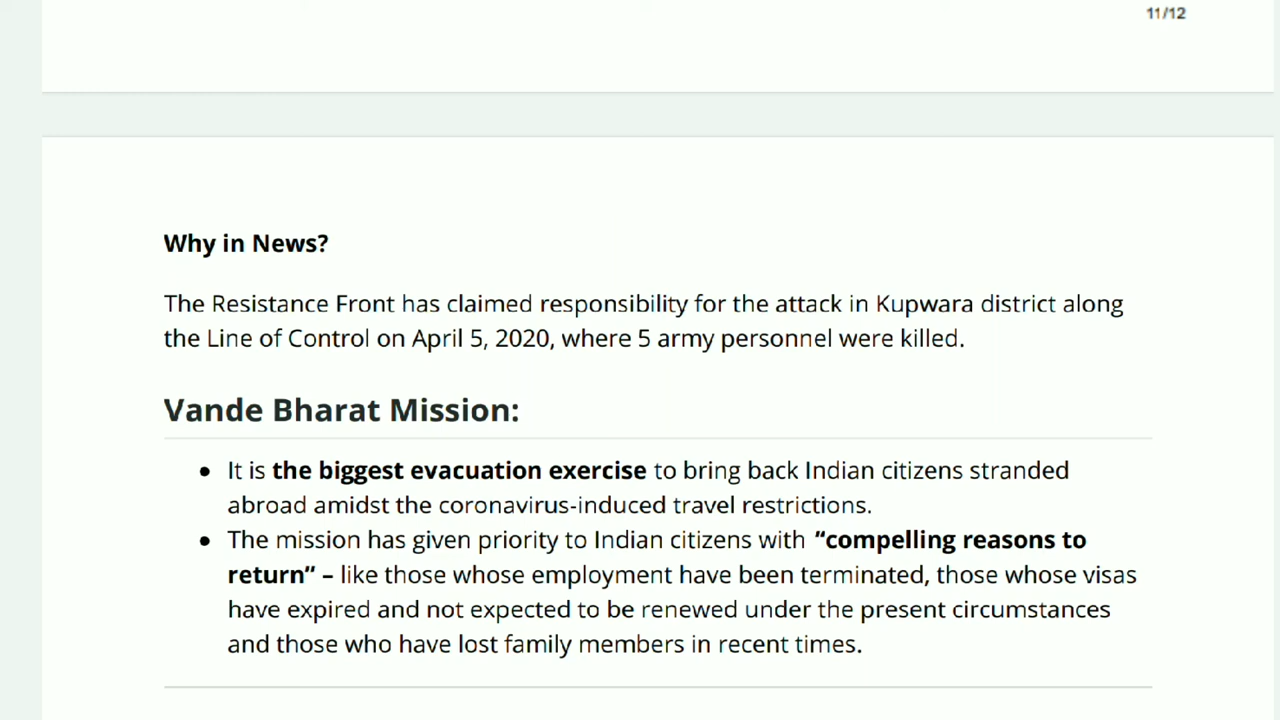 11/12
Why in News?
The Resistance Front has claimed responsibility for the attack in Kupwara district along
the Line of Control on April 5, 2020, where 5 army personnel were killed.
Vande Bharat Mission:
• It is the biggest evacuation exercise to bring back Indian citizens stranded
abroad amidst the coronavirus-induced travel restrictions.
• The mission has given priority to Indian citizens with “compelling reasons to
return” – like those whose employment have been terminated, those whose visas
have expired and not expected to be renewed under the present circumstances
and those who have lost family members in recent times.